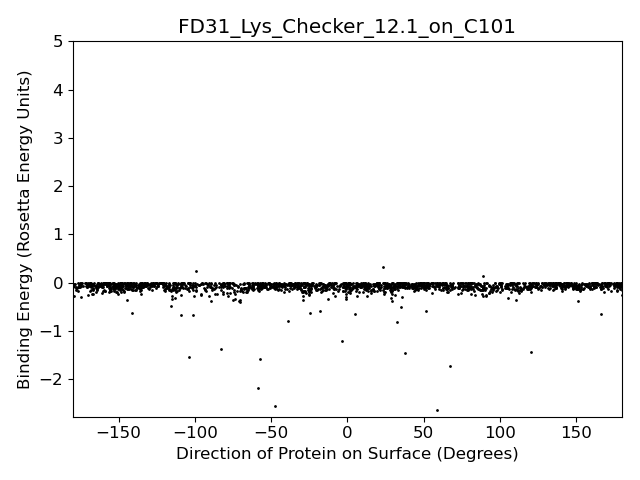 FD31_Lys_Checker_12.1_on_C101
Binding Energy (Rosetta Energy Units)
5
4
3
2
1
0
−1
−2
−150 −100 −50 0 50 100 150
Direction of Protein on Surface (Degrees)